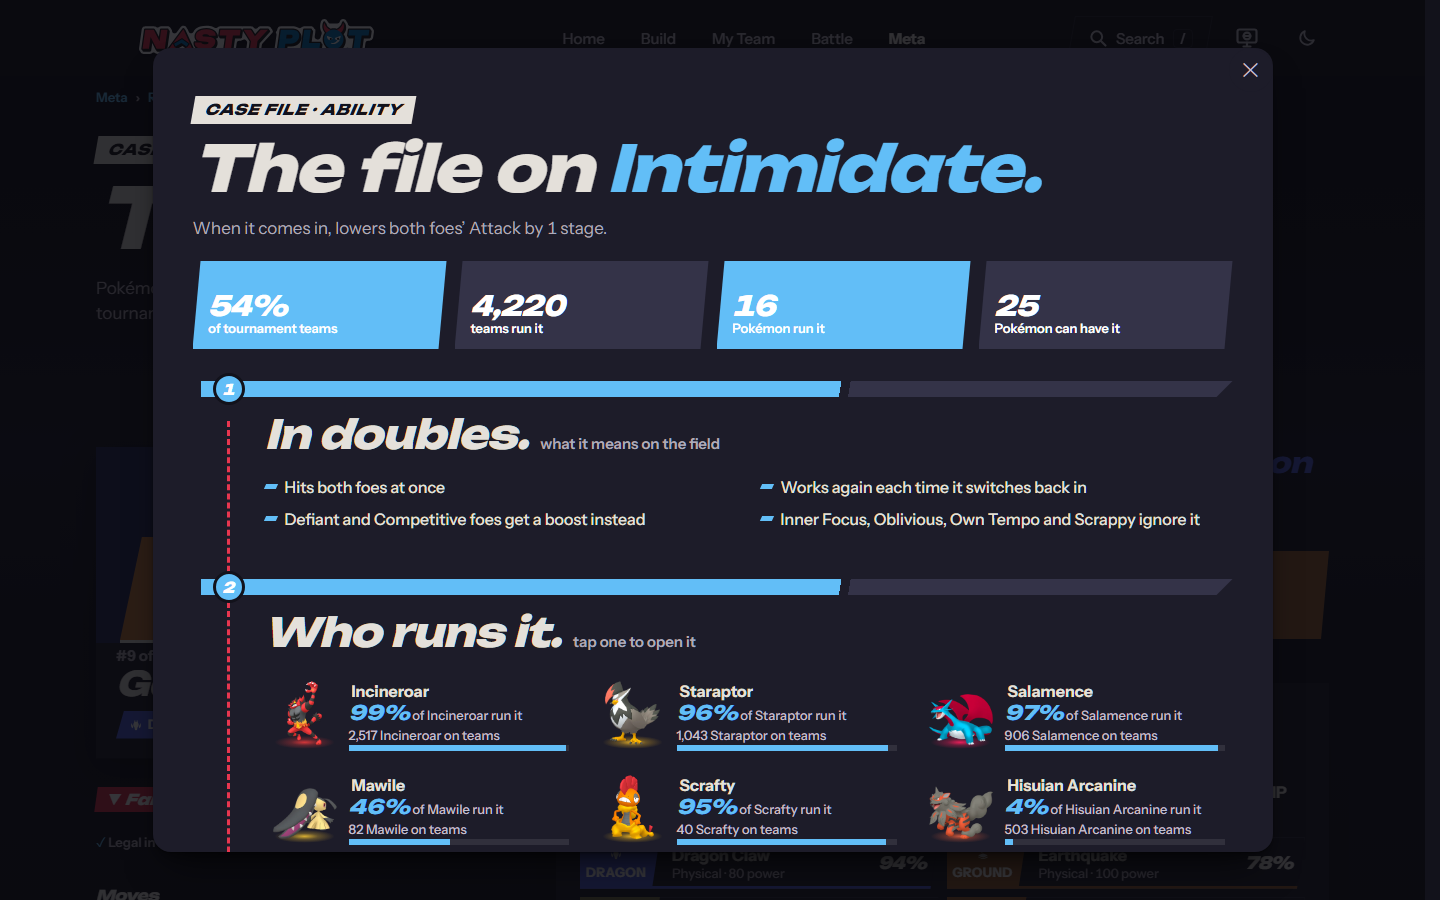 NASTY PLOT
Home
Build
My Team
Battle
Meta
Search /
Meta ›
CASE FILE · ABILITY
The file on Intimidate.
When it comes in, lowers both foes’ Attack by 1 stage.
54%
of tournament teams
4,220
teams run it
16
Pokémon run it
25
Pokémon can have it
1
In doubles. what it means on the field
Hits both foes at once
Works again each time it switches back in
Defiant and Competitive foes get a boost instead
Inner Focus, Oblivious, Own Tempo and Scrappy ignore it
2
Who runs it. tap one to open it
Incineroar
99% of Incineroar run it
2,517 Incineroar on teams
Staraptor
96% of Staraptor run it
1,043 Staraptor on teams
Salamence
97% of Salamence run it
906 Salamence on teams
Mawile
46% of Mawile run it
82 Mawile on teams
Scrafty
95% of Scrafty run it
40 Scrafty on teams
Hisuian Arcanine
4% of Hisuian Arcanine run it
503 Hisuian Arcanine on teams
#9 of
DRAGON
Dragon Claw
Physical · 80 power
94%
GROUND
Earthquake
Physical · 100 power
78%
Moves